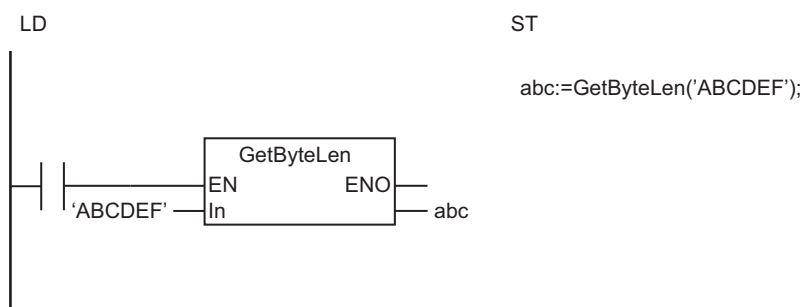 LD
ST
abc:=GetByteLen('ABCDEF');
GetByteLen
EN ENO
‘ABCDEF’ In abc